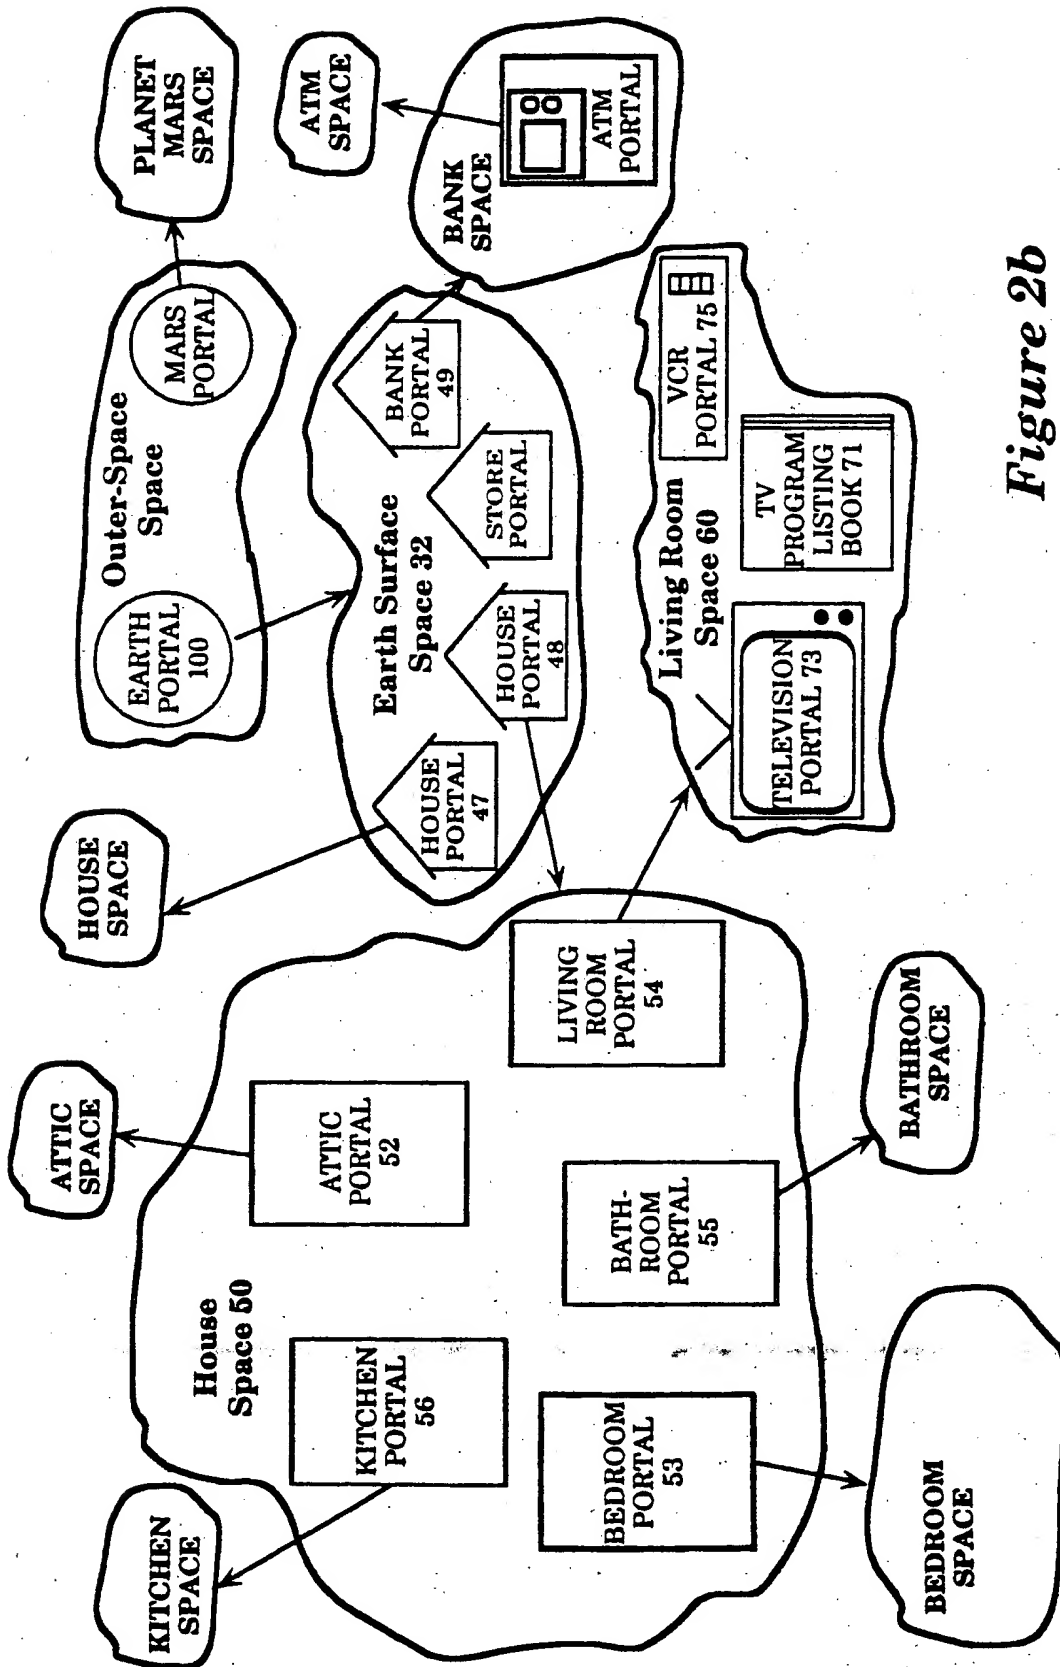 KITCHEN
SPACE
ATTIC
SPACE
HOUSE
SPACE
PLANET
MARS
SPACE
ATM
SPACE
Outer-Space
Space
EARTH
PORTAL
100
MARS
PORTAL
House
Space 50
KITCHEN
PORTAL
56
ATTIC
PORTAL
52
BEDROOM
PORTAL
53
BATH-
ROOM
PORTAL
55
LIVING
ROOM
PORTAL
54
Earth Surface
Space 32
HOUSE
PORTAL
47
HOUSE
PORTAL
48
STORE
PORTAL
BANK
PORTAL
49
BANK
SPACE
ATM
PORTAL
Living Room
Space 60
TELEVISION
PORTAL 73
TV
PROGRAM
LISTING
BOOK 71
VCR
PORTAL 75
BEDROOM
SPACE
BATHROOM
SPACE
Figure 2b